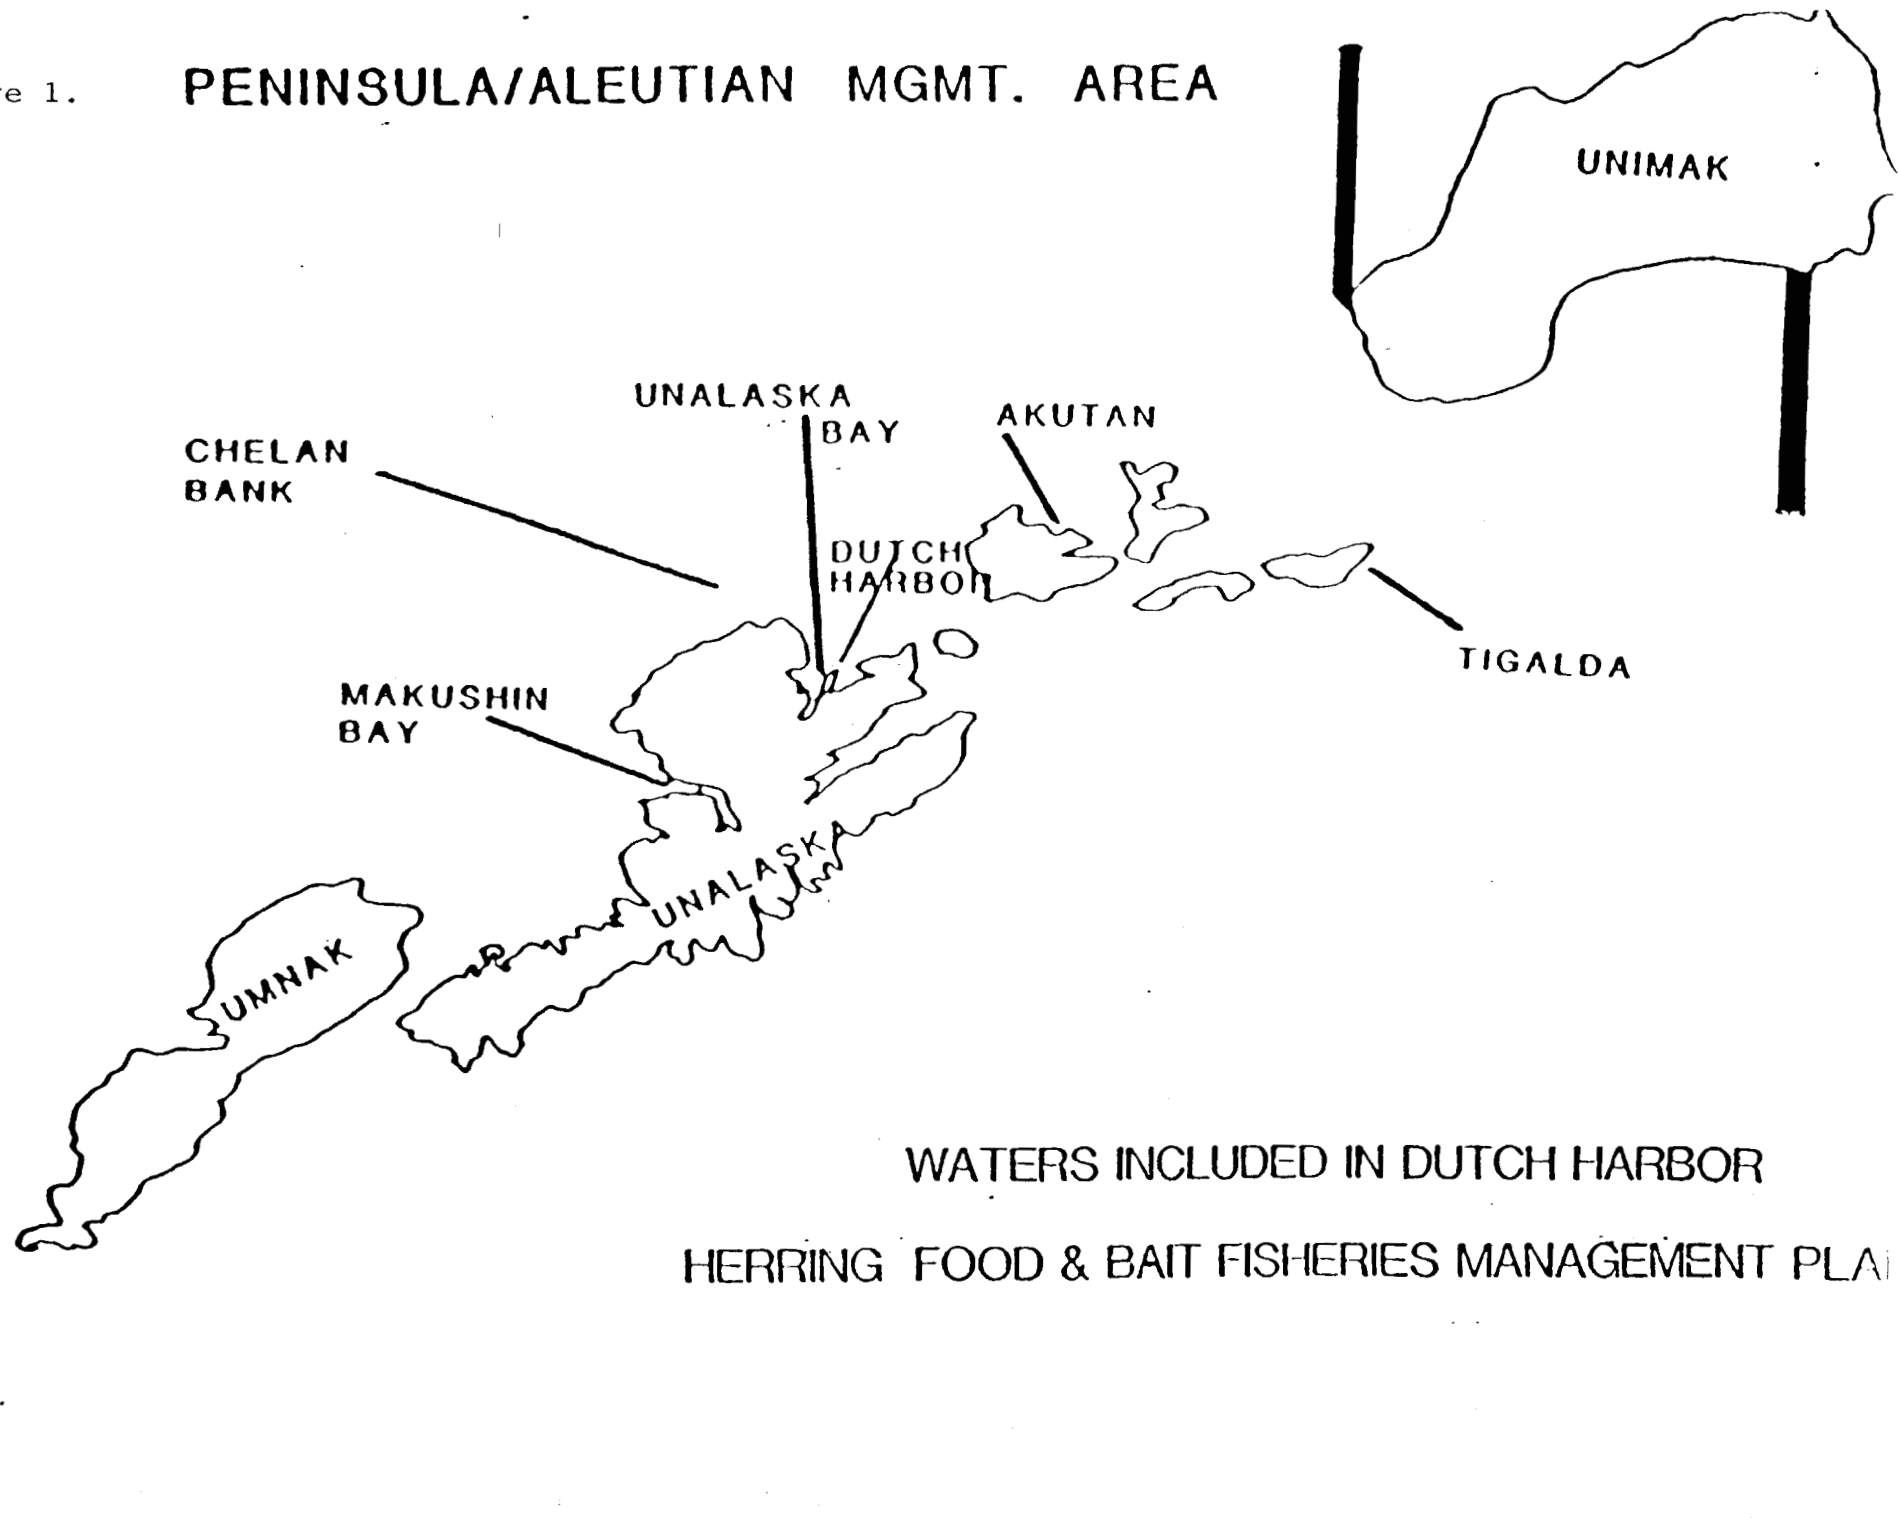 e 1.
PENINSULA/ALEUTIAN MGMT. AREA
UNIMAK
UNALASKA
BAY
AKUTAN
CHELAN
BANK
DUTCH
HARBOR
TIGALDA
MAKUSHIN
BAY
UNALASKA
UMNAK
WATERS INCLUDED IN DUTCH HARBOR
HERRING FOOD & BAIT FISHERIES MANAGEMENT PLA